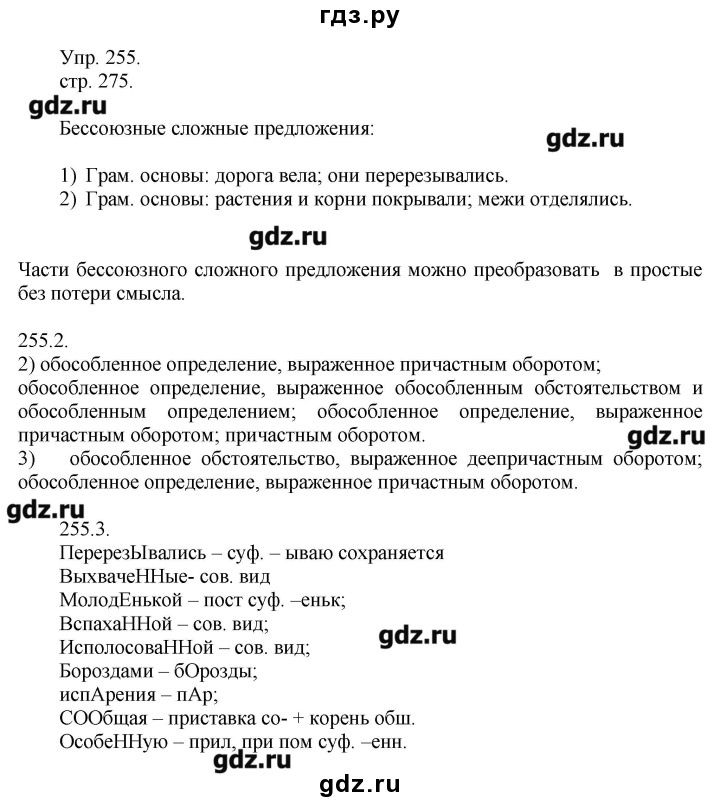 гдз.ру
Упр. 255.
стр. 275.
gdz.ru
Бессоюзные сложные предложения:
gdz.ru
1) Грам. основы: дорога вела; они перерезывались.
2) Грам. основы: растения и корни покрывали; межи отделялись.
gdz.ru
Части бессоюзного сложного предложения можно преобразовать в простые
без потери смысла.
255.2.
2) обособленное определение, выраженное причастным оборотом;
обособленное определение, выраженное обособленным обстоятельством и
обособленным определением; обособленное определение, выраженное
причастным оборотом; причастным оборотом.
gdz.ru
3) обособленное обстоятельство, выраженное деепричастным оборотом;
обособленное определение, выраженное причастным оборотом.
gdz.ru
255.3.
ПеререзЫвались – суф. – ываю сохраняется
ВыхвачеННые- сов. вид
МолодЕнькой – пост суф. –еньк;
ВспахаННой – сов. вид;
gdz.ru
ИсполосоваННой – сов. вид;
Бороздами – бОрозды;
испАрения – пАр;
СООбщая – приставка со- + корень обш.
ОсобеННую – прил, при пом суф. –енн.
gdz.ru
gdz.ru